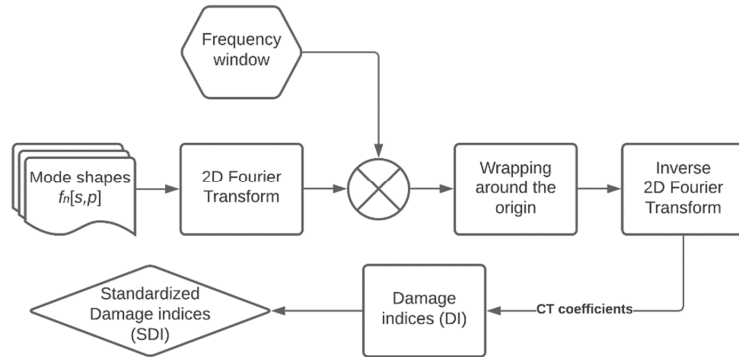 Frequency
window
Mode shapes
fn[s,p]
2D Fourier
Transform
Wrapping
around the
origin
Inverse
2D Fourier
Transform
Standardized
Damage indices
(SDI)
Damage
indices (DI)
CT coefficients